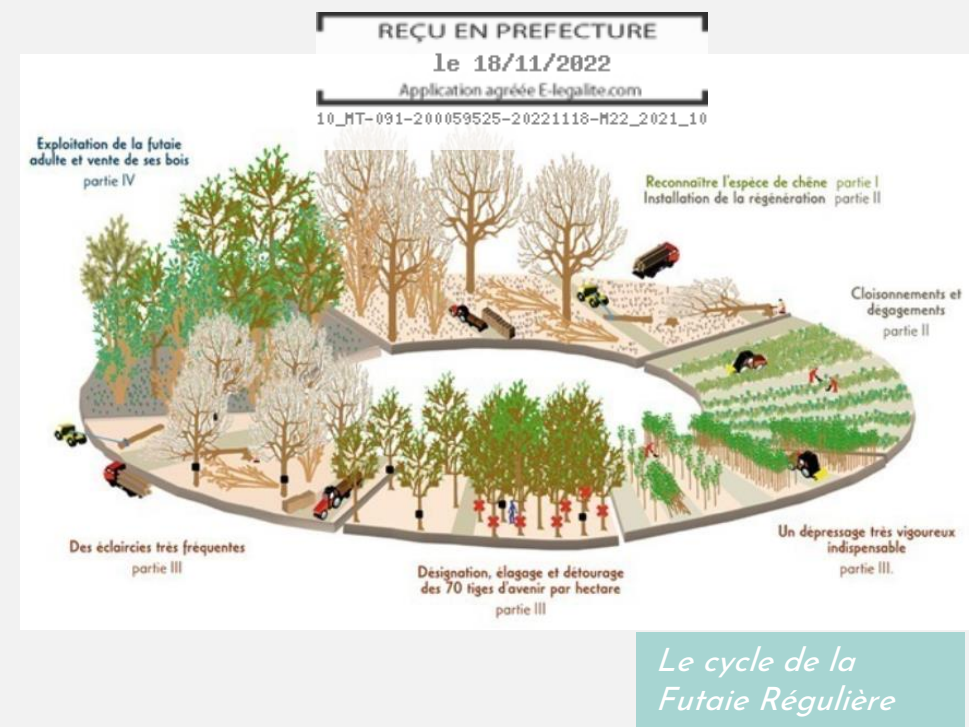 REÇU EN PREFECTURE
le 18/11/2022
Application agréée E-legalite.com
10_MT-091-200059525-20221118-M22_2021_10
Exploitation de la futaie
adulte et vente de ses bois
partie IV
Reconnaître l'espèce de chêne partie I
Installation de la régénération partie II
Cloisonnements et
dégagements
partie II
Des éclaircies très fréquentes
partie III
Désignation, élagage et détourage
des 70 tiges d'avenir par hectare
partie III
Un dépressage très vigoureux
indispensable
partie III.
Le cycle de la
Futaie Régulière